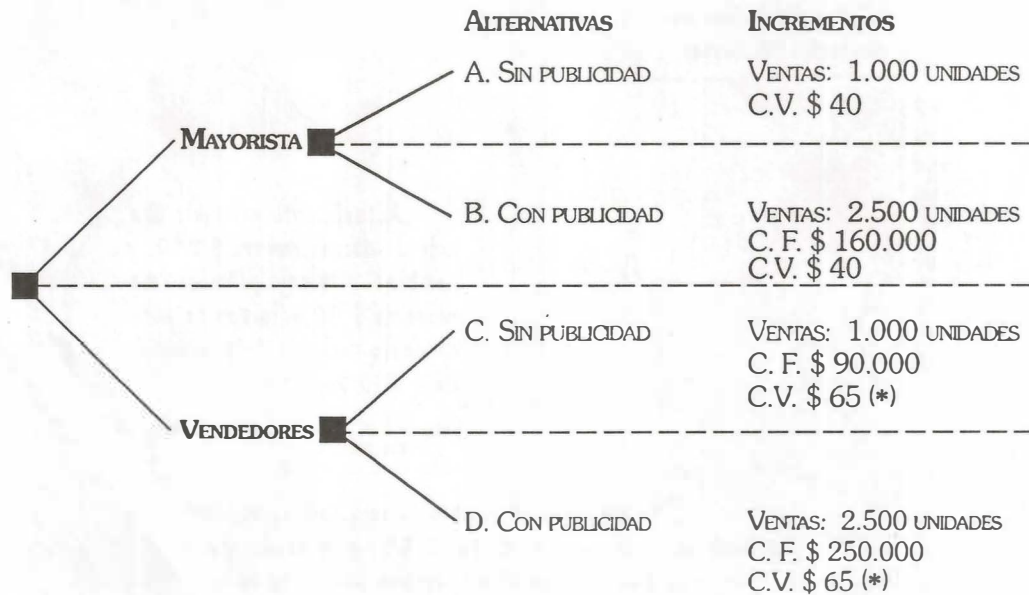 ALTERNATIVAS INCREMENTOS
A. SIN PUBLICIDAD VENTAS: 1.000 UNIDADES
C.V. $ 40
MAYORISTA
B. CON PUBLICIDAD VENTAS: 2.500 UNIDADES
C. F. $ 160.000
C.V. $ 40
C. SIN PUBLICIDAD VENTAS: 1.000 UNIDADES
C. F. $ 90.000
C.V. $ 65 (*)
VENDEDORES
D. CON PUBLICIDAD VENTAS: 2.500 UNIDADES
C. F. $ 250.000
C.V. $ 65 (*)